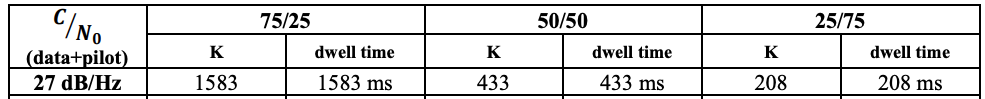 C/N₀ 75/25 50/50 25/75
(data+pilot) K dwell time K dwell time K dwell time
27 dB/Hz 1583 1583 ms 433 433 ms 208 208 ms